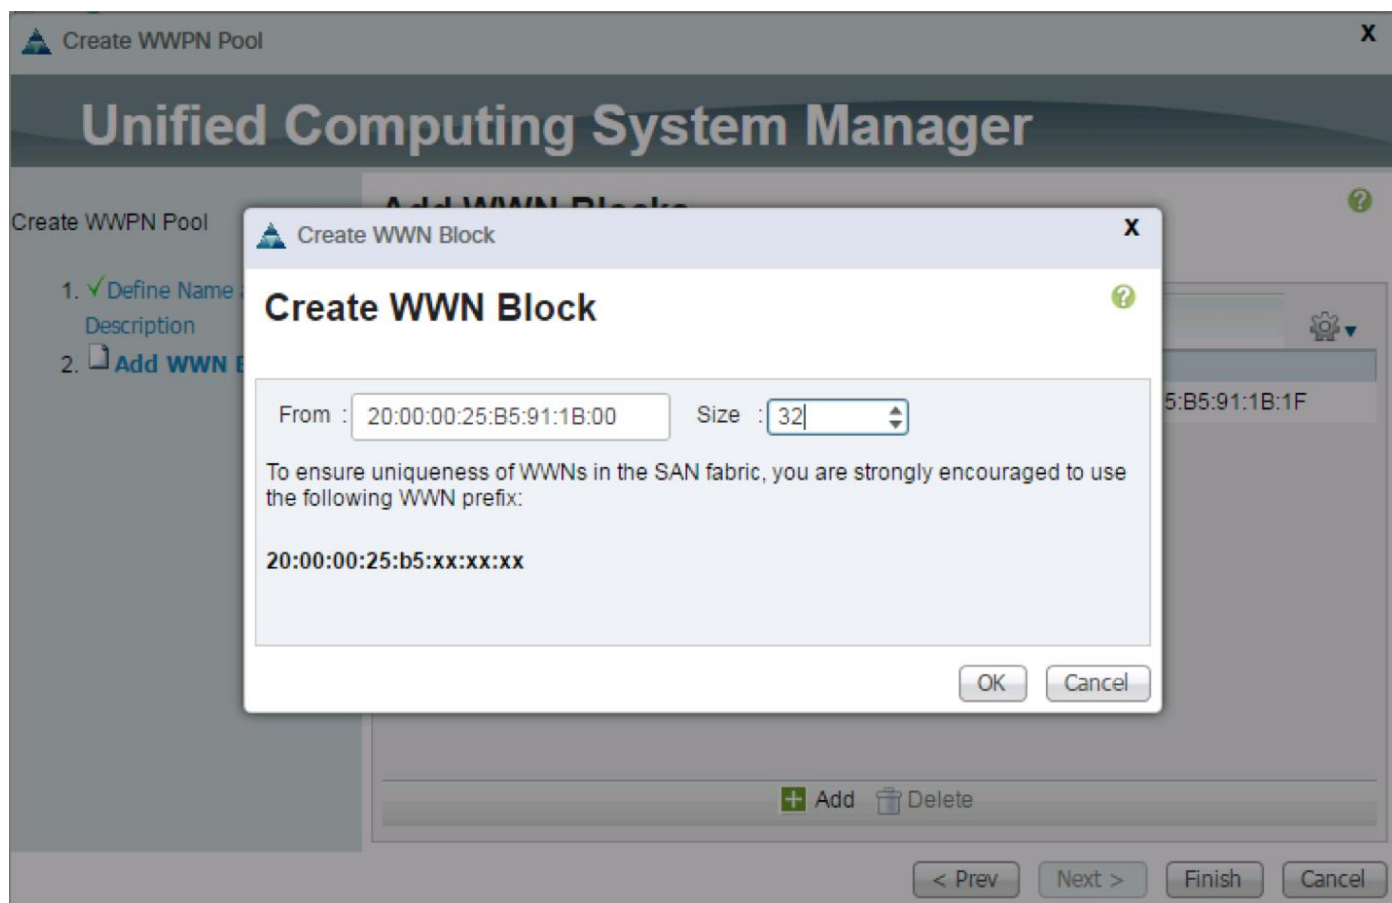 Create WWPN Pool
X
Unified Computing System Manager
Create WWPN Pool
1. Define Name
Description
2. Add WWN
Create WWN Block
X
Create WWN Block
From : 20:00:00:25:B5:91:1B:00 Size : 32
To ensure uniqueness of WWNs in the SAN fabric, you are strongly encouraged to use
the following WWN prefix:
20:00:00:25:b5:xx:xx:xx
OK Cancel
5:B5:91:1B:1F
Add Delete
< Prev Next > Finish Cancel